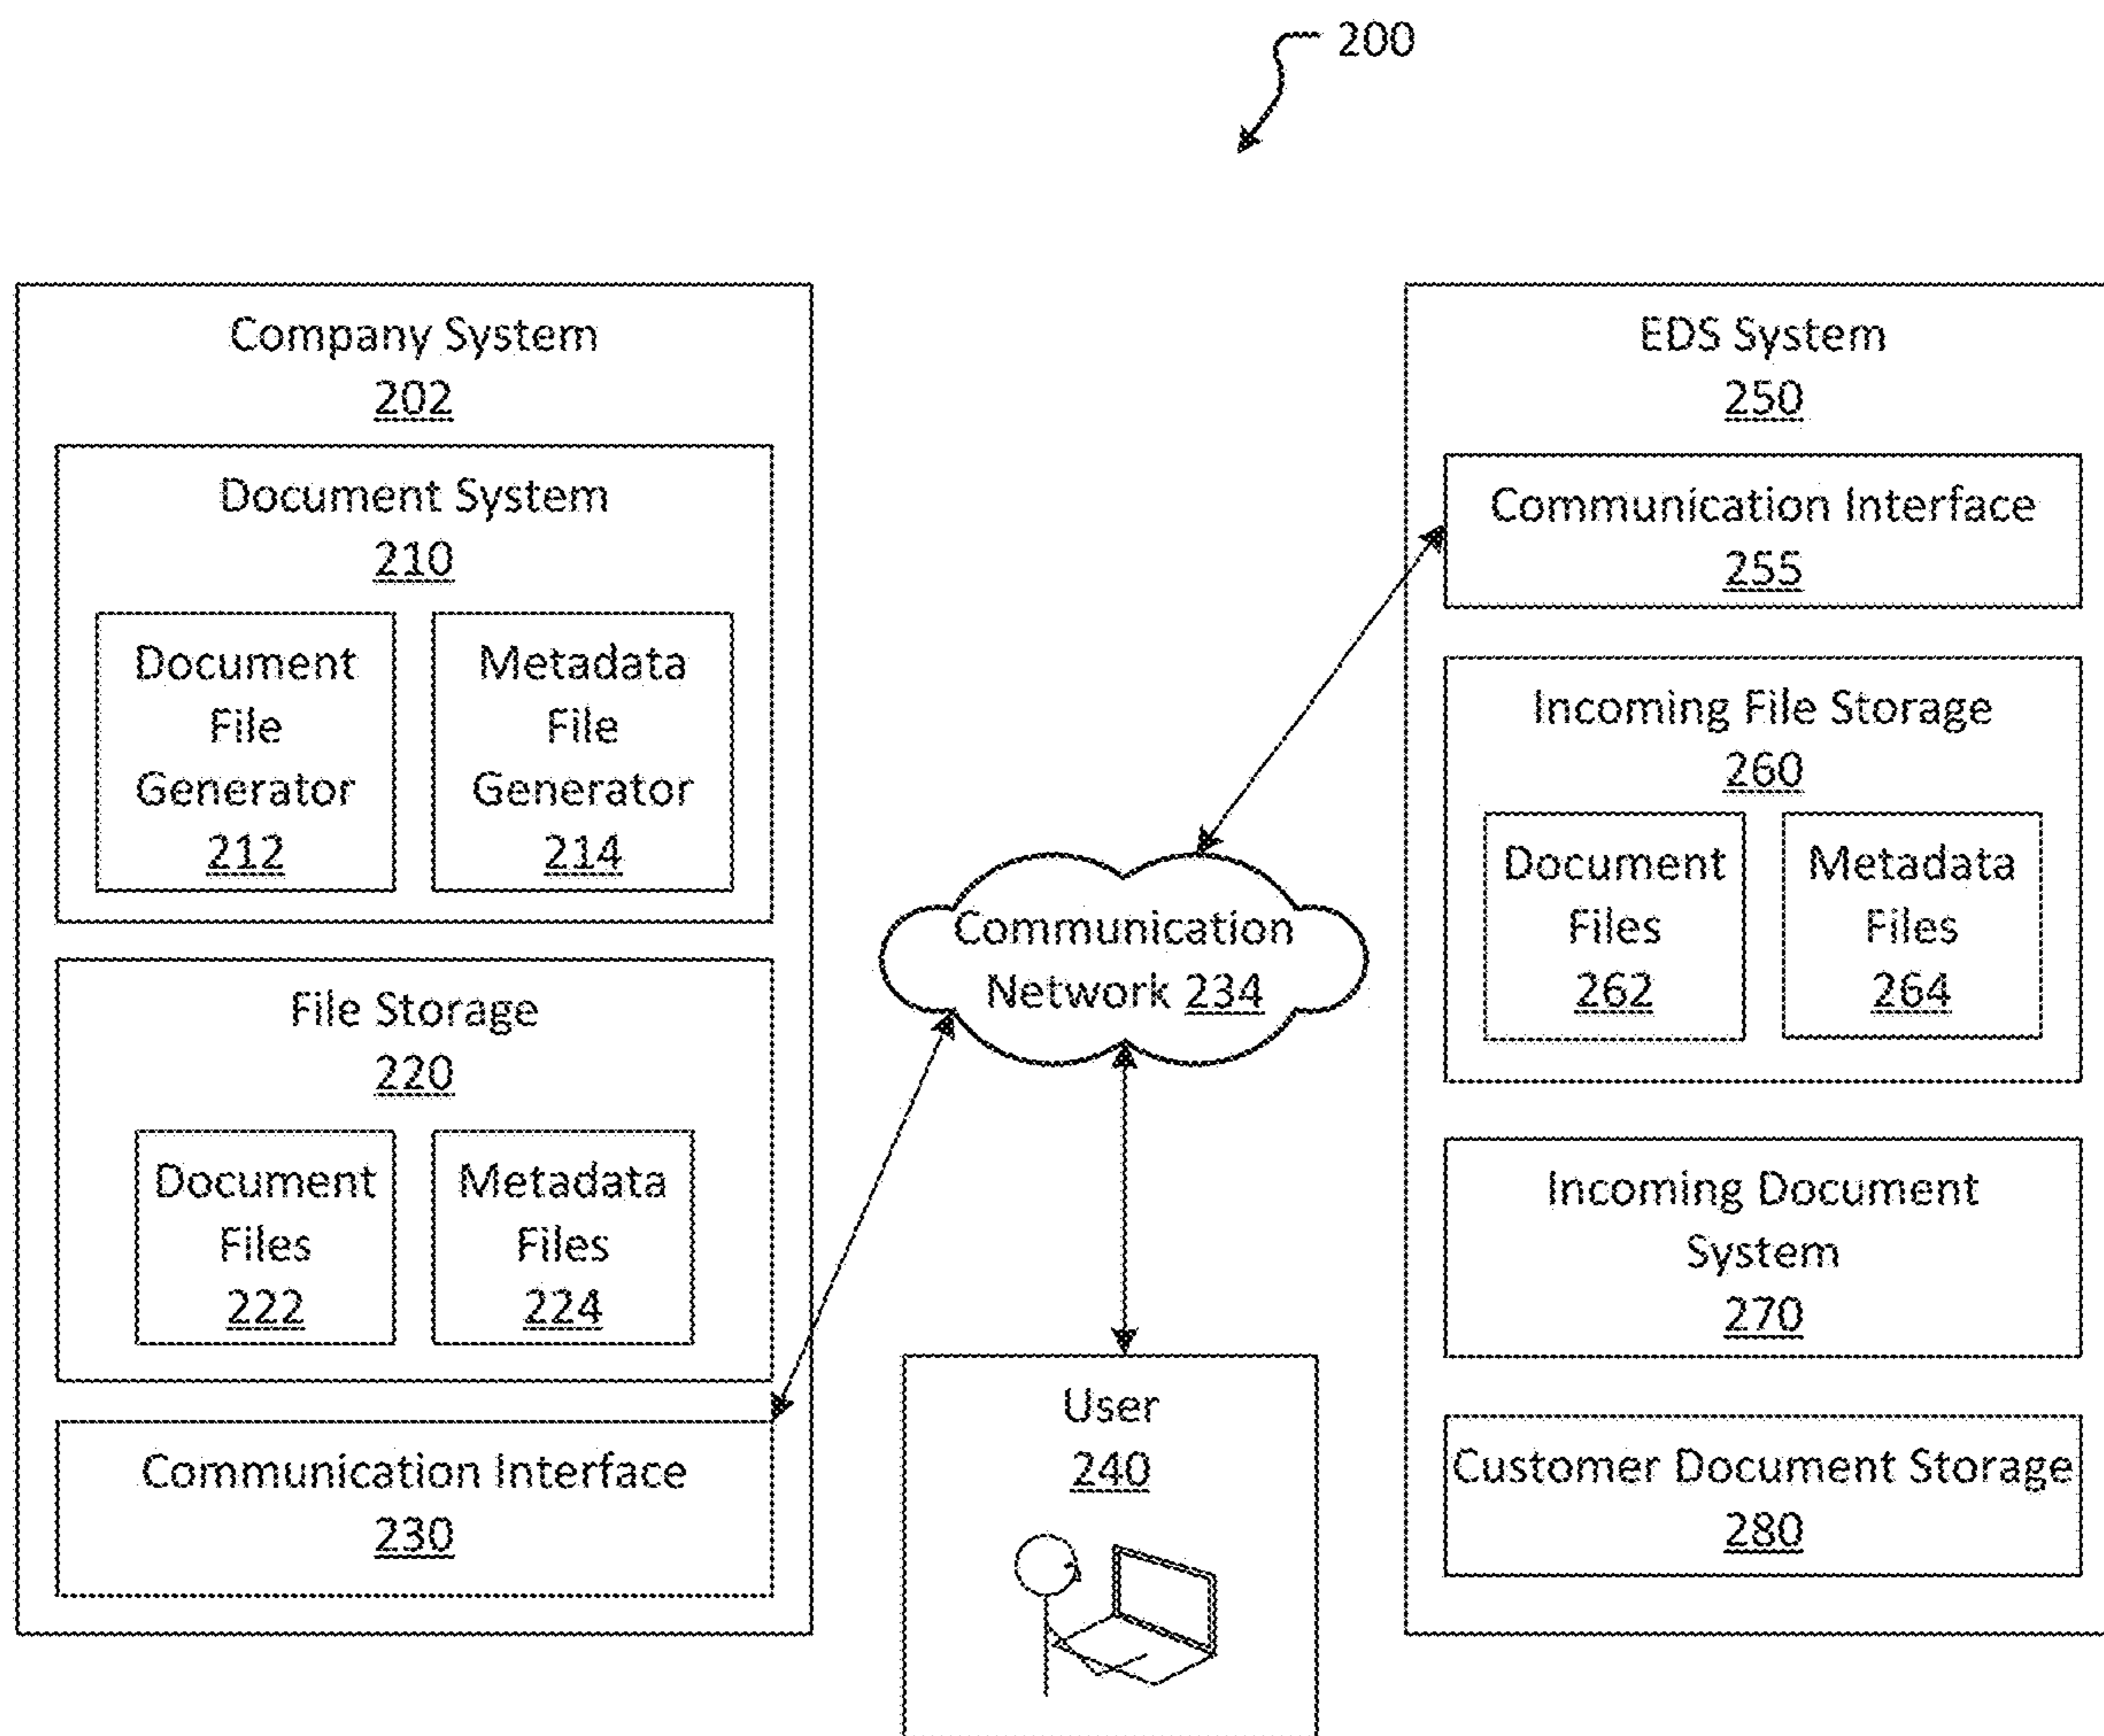 200
Company System
202
Document System
210
Document
File
Generator
212
Metadata
File
Generator
214
File Storage
220
Document
Files
222
Metadata
Files
224
Communication Interface
230
Communication
Network 234
User
240
EDS System
250
Communication Interface
255
Incoming File Storage
260
Document
Files
262
Metadata
Files
264
Incoming Document
System
270
Customer Document Storage
280